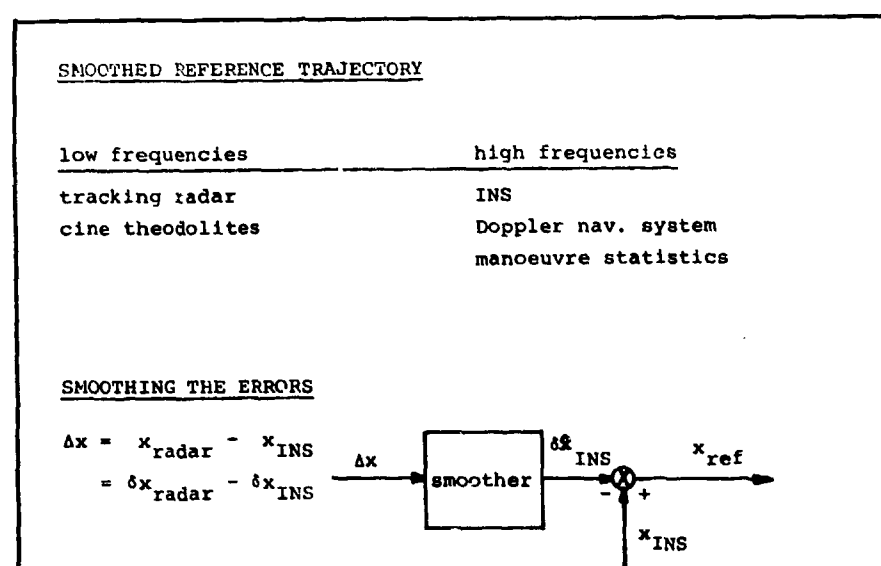 SMOOTHED REFERENCE TRAJECTORY
low frequencies high frequencies
tracking radar INS
cine theodolites Doppler nav. system
manoeuvre statistics
SMOOTHING THE ERRORS
Δx = x_radar - x_INS
= δx_radar - δx_INS
Δx
smoother
δx̂_INS
x_ref
- +
x_INS